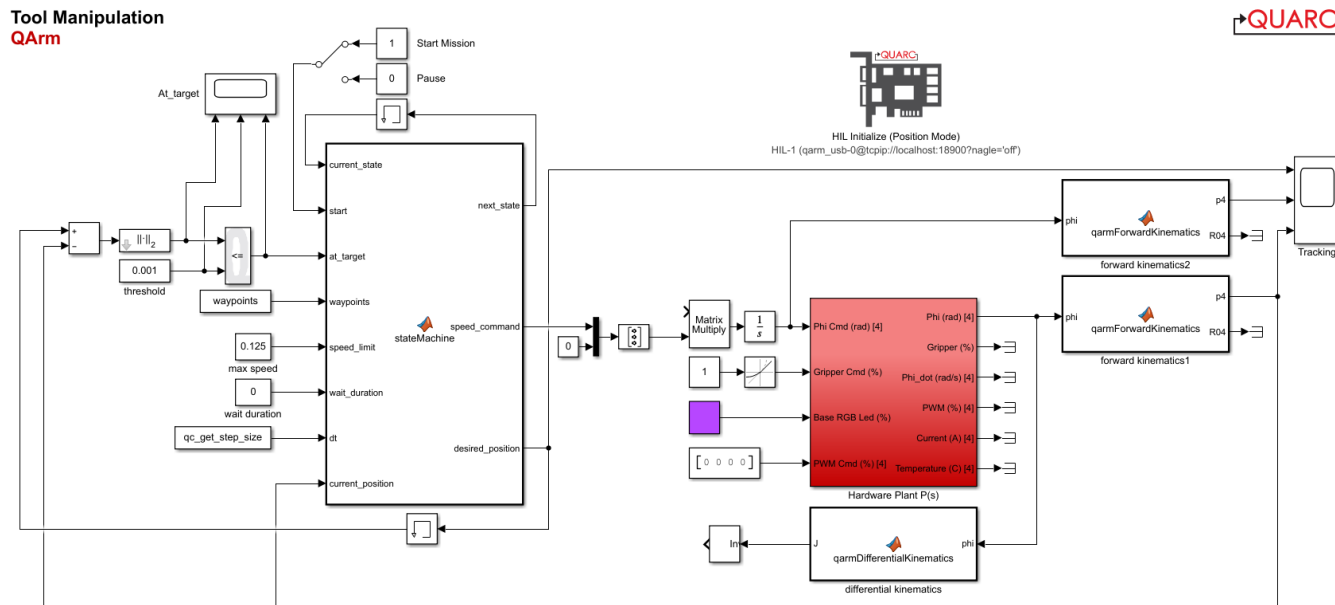 Tool Manipulation
QArm
QUARC
1
Start Mission
0
Pause
At_target
QUARC
HIL Initialize (Position Mode)
HIL-1 (qarm_usb-0@tcpip://localhost:18900?nagle='off')
current_state
start
at_target
waypoints
speed_limit
wait_duration
dt
current_position
stateMachine
next_state
speed_command
desired_position
+
−
||·||2
0.001
threshold
<=
waypoints
0.125
max speed
0
wait duration
qc_get_step_size
0
Matrix
Multiply
1
s
1
[0 0 0 0]
Phi Cmd (rad) [4]
Gripper Cmd (%)
Base RGB Led (%)
PWM Cmd (%) [4]
Phi (rad) [4]
Gripper (%)
Phi_dot (rad/s) [4]
PWM (%) [4]
Current (A) [4]
Temperature (C) [4]
Hardware Plant P(s)
phi
qarmForwardKinematics
p4
R04
forward kinematics2
phi
qarmForwardKinematics
p4
R04
forward kinematics1
Tracking
In
J
qarmDifferentialKinematics
phi
differential kinematics